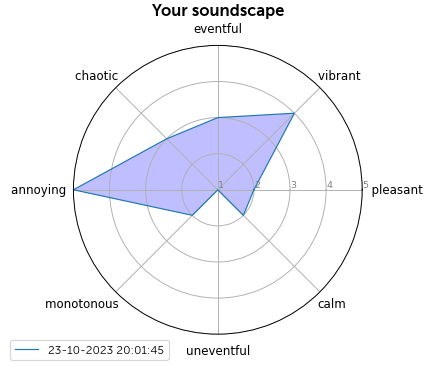 Your soundscape
eventful
chaotic
vibrant
annoying
1 2 3 4 5
pleasant
monotonous
calm
uneventful
23-10-2023 20:01:45